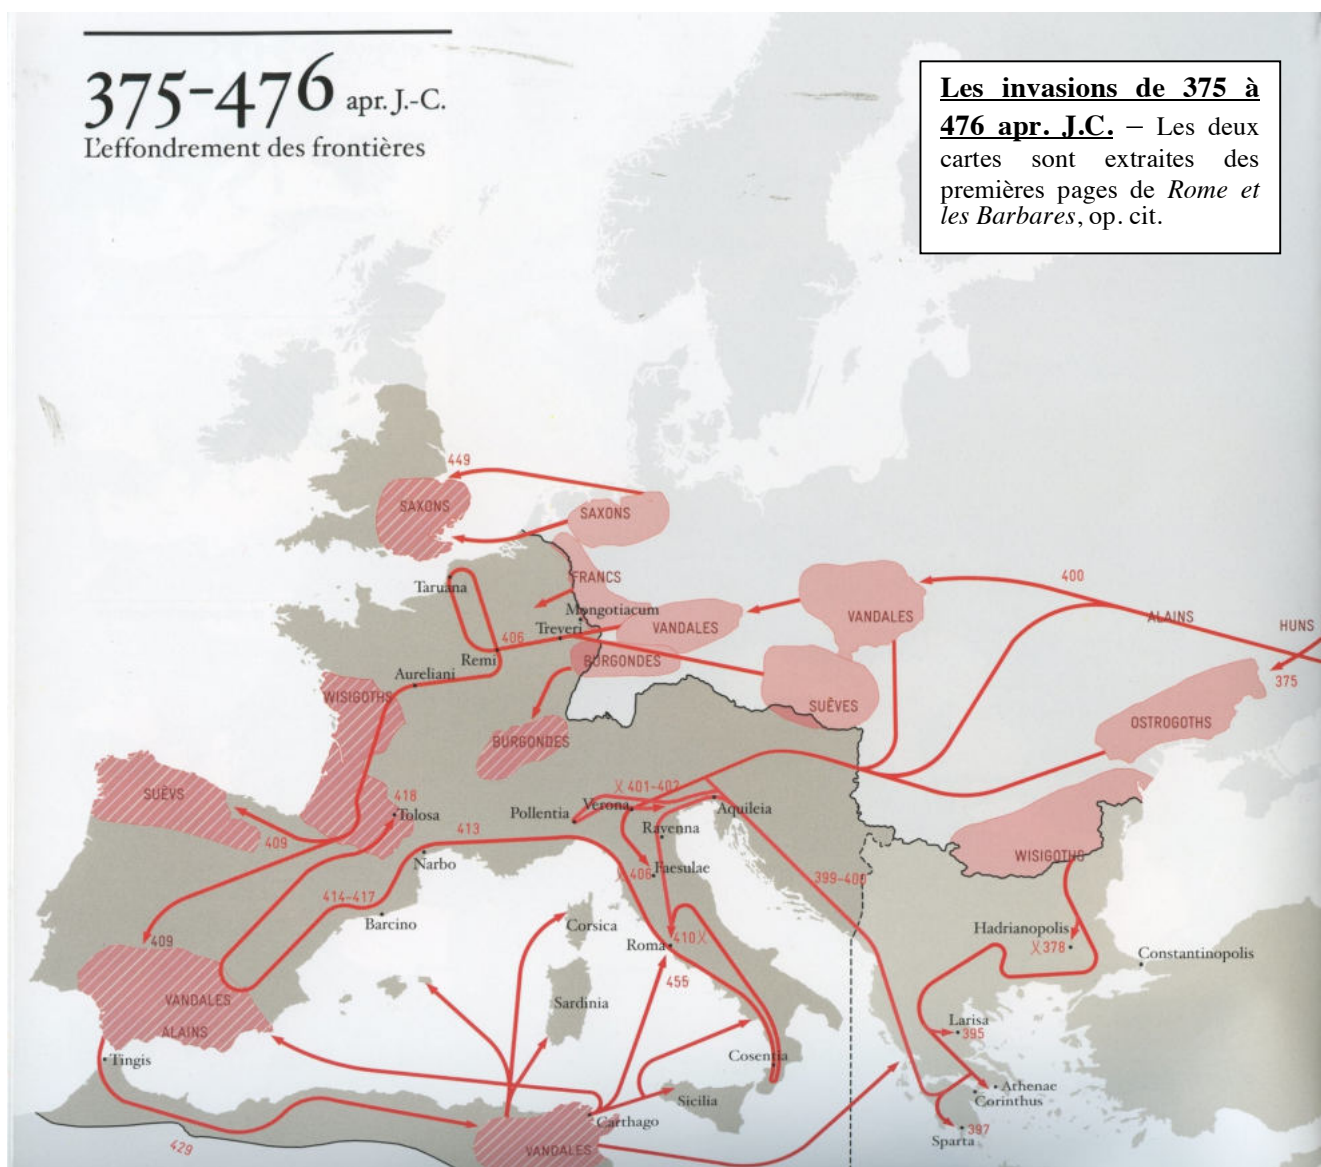 375-476 apr. J.-C.
L'effondrement des frontières
Les invasions de 375 à
476 apr. J.C. – Les deux
cartes sont extraites des
premières pages de Rome et
les Barbares, op. cit.
449
SAXONS
SAXONS
FRANCS
Taruana
Mongotiacum
Treveri
406
Remi
VANDALES
BURGONDES
VANDALES
400
ALAINS
HUNS
375
Aureliani
WISIGOTHS
SUÈVES
OSTROGOTHS
BURGONDES
SUÈVS
418
Tolosa
409
Pollentia
401-402
Verona
Aquileia
Ravenna
413
Narbo
406
Faesulae
WISIGOTHS
399-400
414-417
Barcino
Corsica
Roma
410
Hadrianopolis
378
Constantinopolis
409
455
VANDALES
ALAINS
Sardinia
Larisa
395
Tingis
Cosentia
Athenae
Corinthus
Sicilia
Carthago
397
Sparta
429
VANDALES